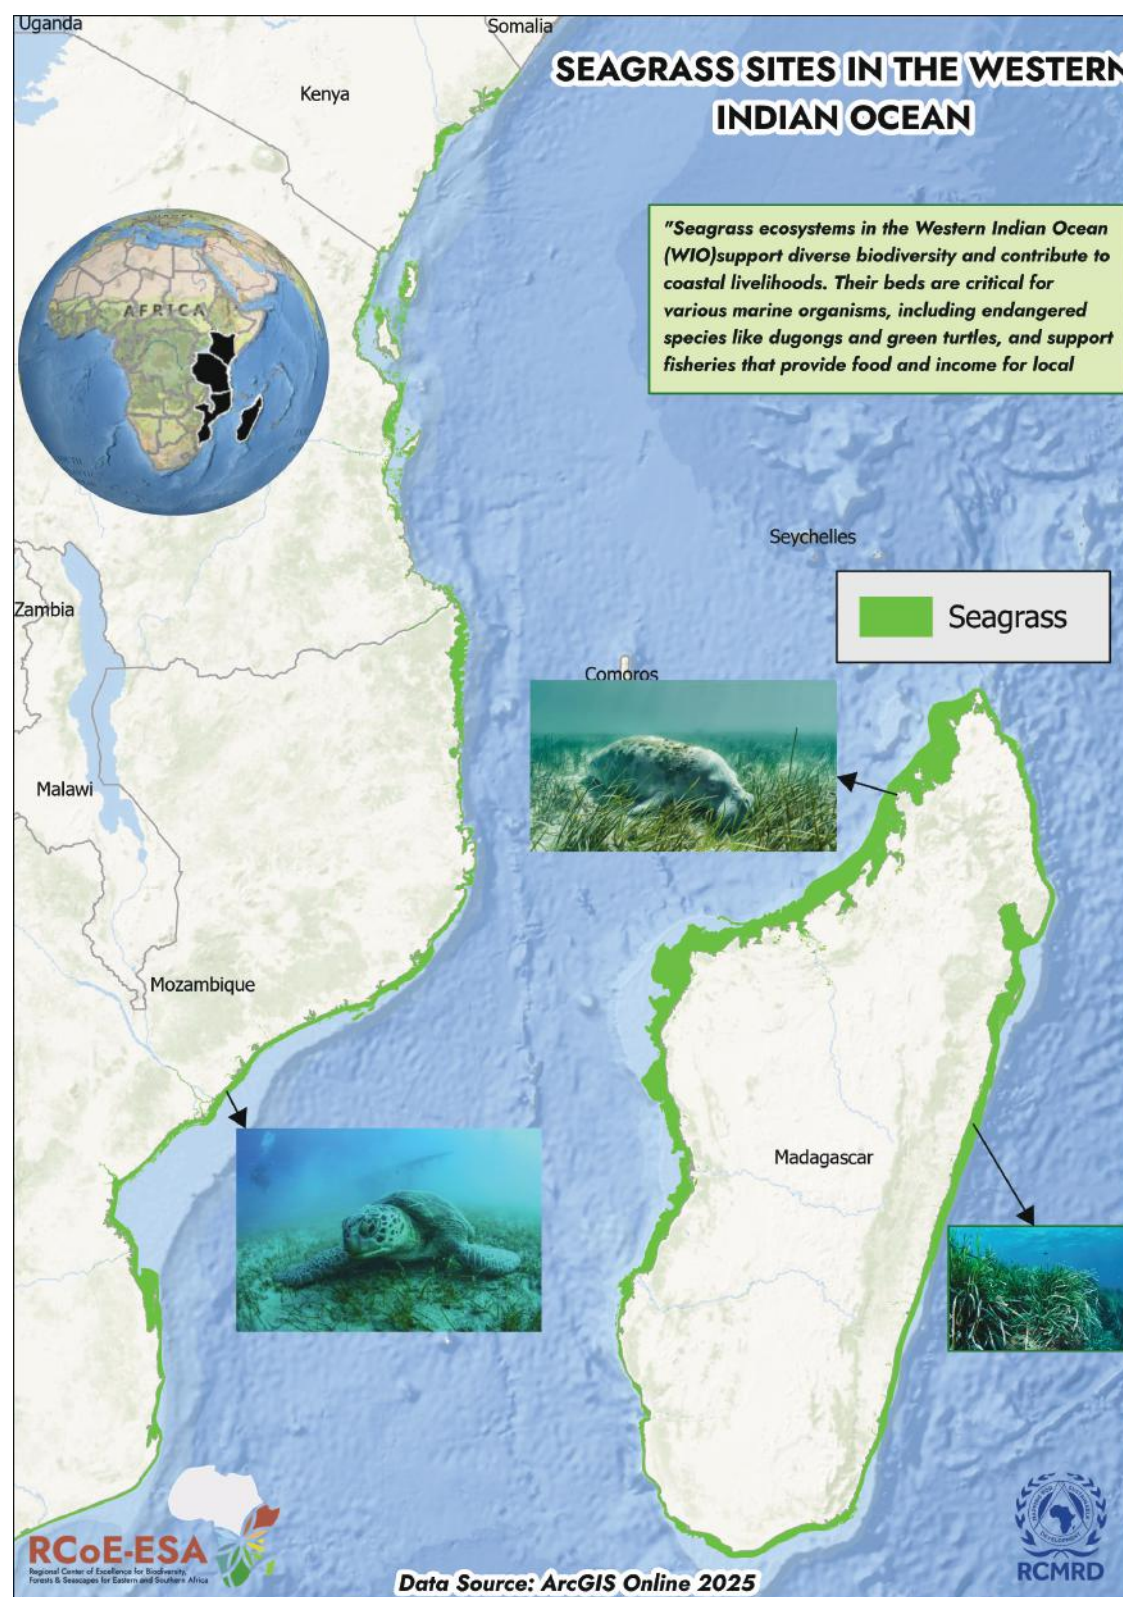 Uganda
Somalia
SEAGRASS SITES IN THE WESTERN
INDIAN OCEAN
Kenya
"Seagrass ecosystems in the Western Indian Ocean
(WIO)support diverse biodiversity and contribute to
coastal livelihoods. Their beds are critical for
various marine organisms, including endangered
species like dugongs and green turtles, and support
fisheries that provide food and income for local
AFRICA
Seychelles
Zambia
Seagrass
Comoros
Malawi
Mozambique
Madagascar
RCoE-ESA
Regional Center of Excellence for Biodiversity,
Forests & Seascapes for Eastern and Southern Africa
RCMRD
Data Source: ArcGIS Online 2025